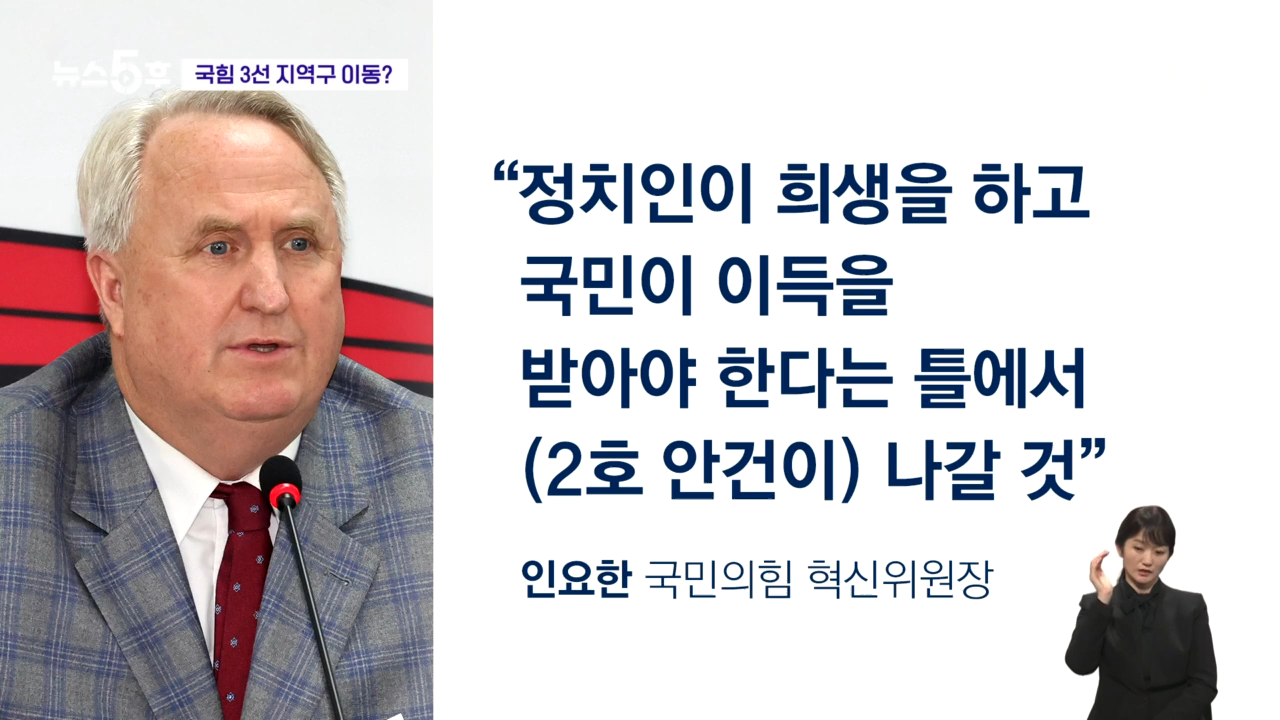 뉴스5후
국힘 3선 지역구 이동?
“정치인이 희생을 하고
국민이 이득을
받아야 한다는 틀에서
(2호 안건이) 나갈 것”
인요한 국민의힘 혁신위원장